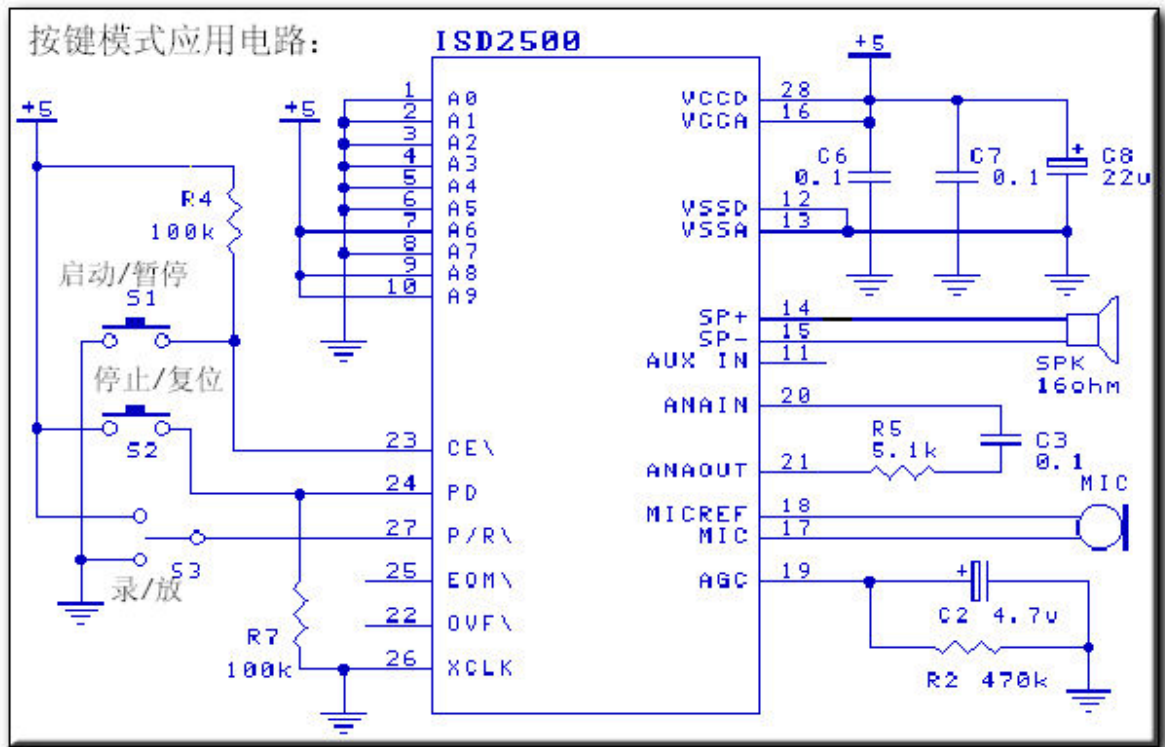 按键模式应用电路:
ISD2500
+5
+5
+5
1 A0
2 A1
3 A2
4 A3
5 A4
6 A5
7 A6
8 A7
9 A8
10 A9
R4
100k
启动/暂停
S1
停止/复位
S2
S3
录/放
R7
100k
23 CE\
24 PD
27 P/R\
25 EOM\
22 OVF\
26 XCLK
VCCD 28
VCCA 16
C6
0.1
C7
0.1
C8
22u
VSSD 12
VSSA 13
SP+ 14
SP- 15
AUX IN 11
SPK
16ohm
ANAIN 20
R5
5.1k
C3
0.1
ANAOUT 21
MIC
MICREF 18
MIC 17
AGC 19
C2 4.7u
R2 470k